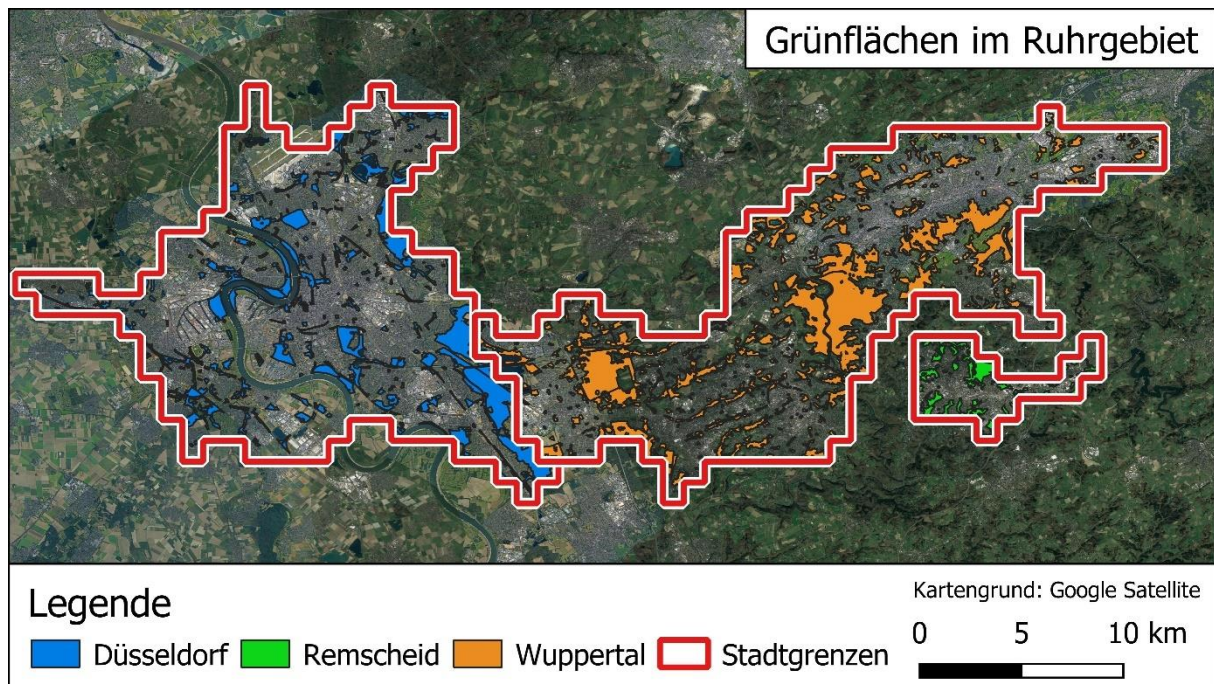 Grünflächen im Ruhrgebiet
Legende
Düsseldorf
Remscheid
Wuppertal
Stadtgrenzen
Kartengrund: Google Satellite
0 5 10 km